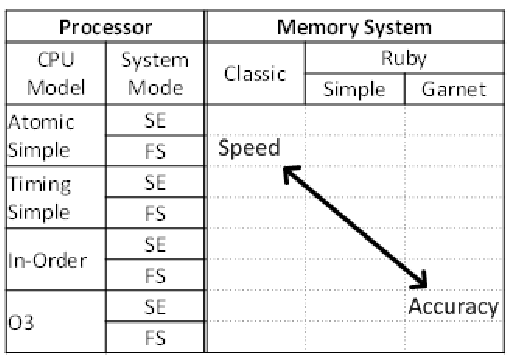 Processor Memory System
CPU Model System Mode Classic Ruby
Simple Garnet
Atomic Simple SE
FS
Speed
Timing Simple SE
FS
In-Order SE
FS
O3 SE
Accuracy
FS